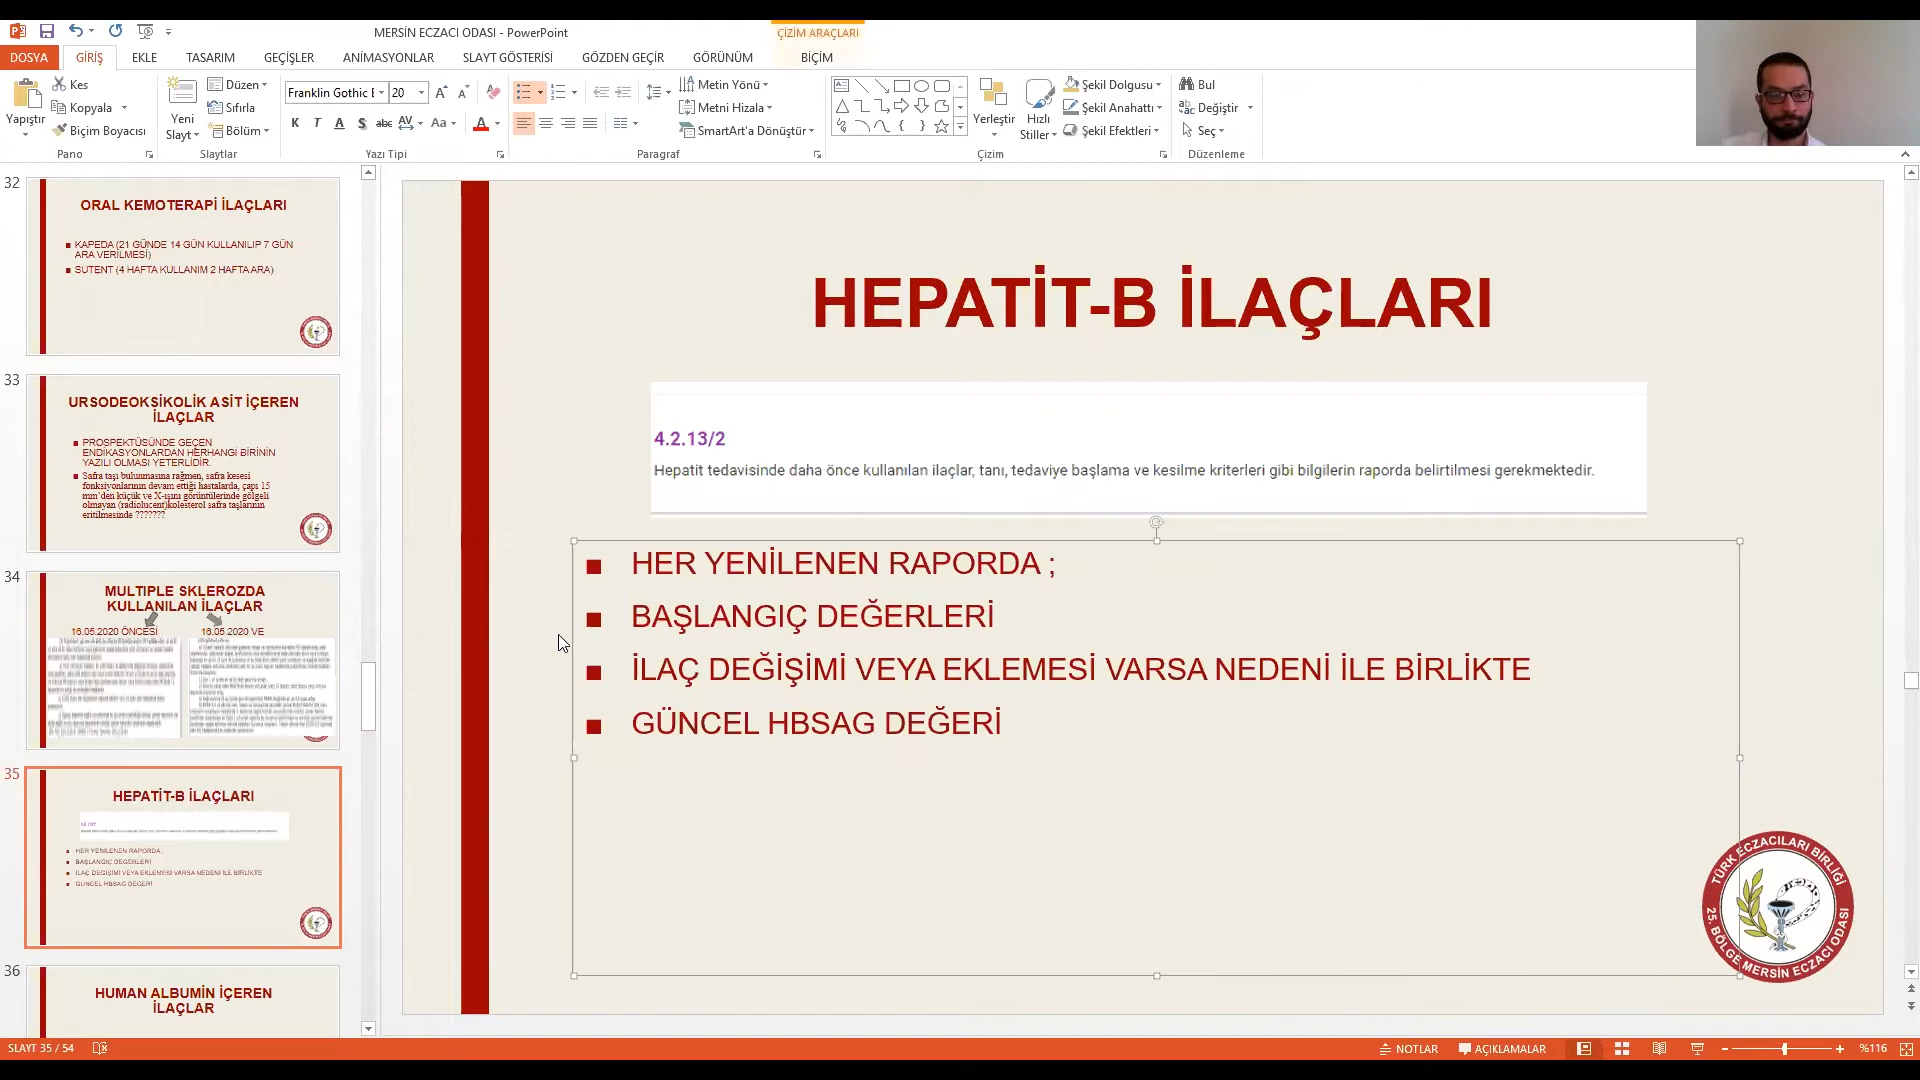 MERSİN ECZACI ODASI - PowerPoint
ÇİZİM ARAÇLARI
DOSYA GİRİŞ EKLE TASARIM GEÇİŞLER ANİMASYONLAR SLAYT GÖSTERİSİ GÖZDEN GEÇİR GÖRÜNÜM BİÇİM
Yapıştır
Kes
Kopyala
Biçim Boyacısı
Pano
Yeni Slayt
Düzen
Sıfırla
Bölüm
Slaytlar
Franklin Gothic 20
K T A S abc AV Aa A
Yazı Tipi
Metin Yönü
Metni Hizala
SmartArt'a Dönüştür
Paragraf
Yerleştir
Hızlı Stiller
Şekil Dolgusu
Şekil Anahattı
Şekil Efektleri
Çizim
Bul
Değiştir
Seç
Düzenleme
32
ORAL KEMOTERAPİ İLAÇLARI
KAPEDA (21 GÜNDE 14 GÜN KULLANILIP 7 GÜN
ARA VERİLMESİ)
SUTENT (4 HAFTA KULLANIM 2 HAFTA ARA)
33
URSODEOKSİKOLİK ASİT İÇEREN
İLAÇLAR
PROSPEKTÜSÜNDE GEÇEN
ENDİKASYONLARDAN HERHANGİ BİRİNİN
YAZILI OLMASI YETERLİDİR.
Safra taşı bulunmasına rağmen, safra kesesi
fonksiyonlarının devam ettiği hastalarda, çapı 15
mm'den küçük ve X-ışını görüntülerinde gölgeli
olmayan (radiolucent)kolesterol safra taşlarının
eritilmesinde ???????
34
MULTIPLE SKLEROZDA
KULLANILAN İLAÇLAR
16.05.2020 ÖNCESİ 16.05.2020 VE
35
HEPATİT-B İLAÇLARI
HER YENİLENEN RAPORDA ;
BAŞLANGIÇ DEĞERLERİ
İLAÇ DEĞİŞİMİ VEYA EKLEMESİ VARSA NEDENİ İLE BİRLİKTE
GÜNCEL HBSAG DEĞERİ
36
HUMAN ALBUMİN İÇEREN
İLAÇLAR
HEPATİT-B İLAÇLARI
4.2.13/2
Hepatit tedavisinde daha önce kullanılan ilaçlar, tanı, tedaviye başlama ve kesilme kriterleri gibi bilgilerin raporda belirtilmesi gerekmektedir.
HER YENİLENEN RAPORDA ;
BAŞLANGIÇ DEĞERLERİ
İLAÇ DEĞİŞİMİ VEYA EKLEMESİ VARSA NEDENİ İLE BİRLİKTE
GÜNCEL HBSAG DEĞERİ
TÜRK ECZACILARI BİRLİĞİ
25. BÖLGE MERSİN ECZACI ODASI
SLAYT 35 / 54
NOTLAR
AÇIKLAMALAR
%116